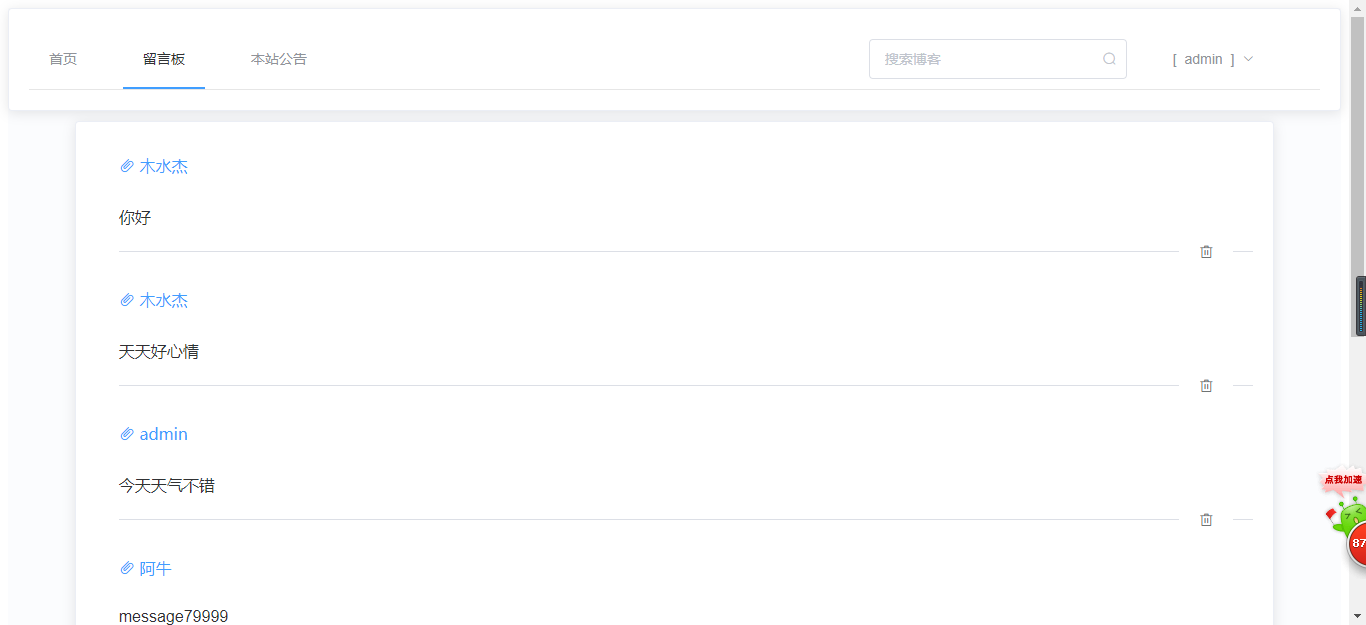 首页 留言板 本站公告 搜索博客 [ admin ]
木水杰
你好
木水杰
天天好心情
admin
今天天气不错
点我加速
87
阿牛
message79999